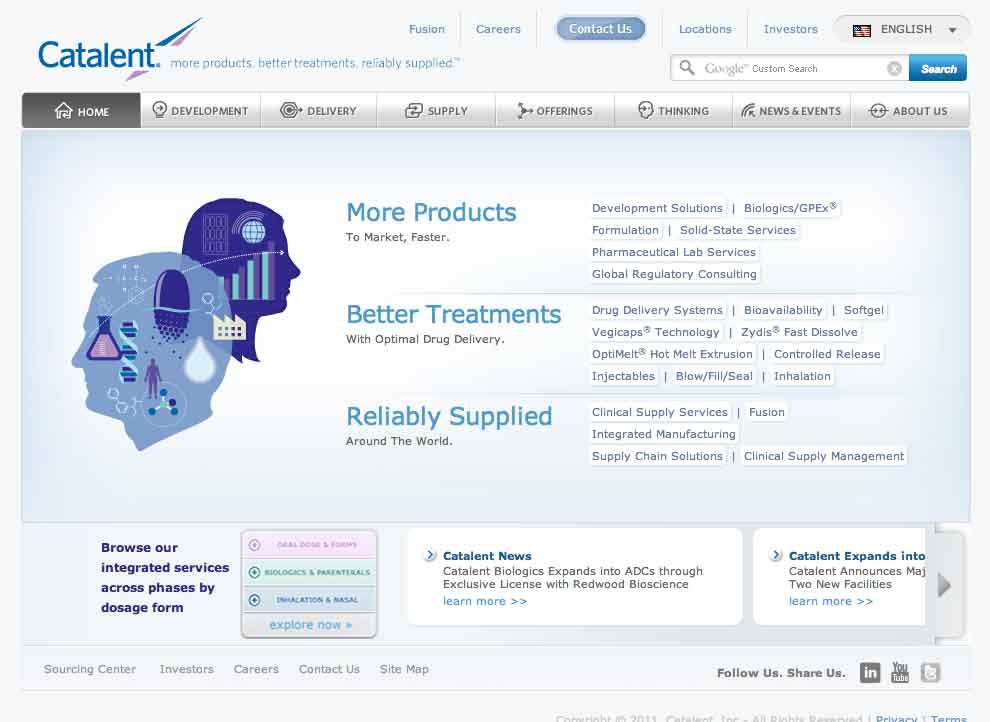 Fusion
Careers
Contact Us
Locations
Investors
ENGLISH
Catalent.
more products. better treatments. reliably supplied.™
Google™ Custom Search
Search
HOME
DEVELOPMENT
DELIVERY
SUPPLY
OFFERINGS
THINKING
NEWS & EVENTS
ABOUT US
More Products
To Market, Faster.
Development Solutions | Biologics/GPEx®
Formulation | Solid-State Services
Pharmaceutical Lab Services
Global Regulatory Consulting
Better Treatments
With Optimal Drug Delivery.
Drug Delivery Systems | Bioavailability | Softgel
Vegicaps® Technology | Zydis® Fast Dissolve
OptiMelt® Hot Melt Extrusion | Controlled Release
Injectables | Blow/Fill/Seal | Inhalation
Reliably Supplied
Around The World.
Clinical Supply Services | Fusion
Integrated Manufacturing
Supply Chain Solutions | Clinical Supply Management
Browse our
integrated services
across phases by
dosage form
ORAL DOSE & FORMS
BIOLOGICS & PARENTERALS
INHALATION & NASAL
explore now »
Catalent News
Catalent Biologics Expands into ADCs through
Exclusive License with Redwood Bioscience
learn more >>
Catalent Expands into
Catalent Announces Maj
Two New Facilities
learn more >>
Sourcing Center
Investors
Careers
Contact Us
Site Map
Follow Us. Share Us.
in
You Tube
Copyright © 2011 Catalent, Inc - All Rights Reserved | Privacy | Terms